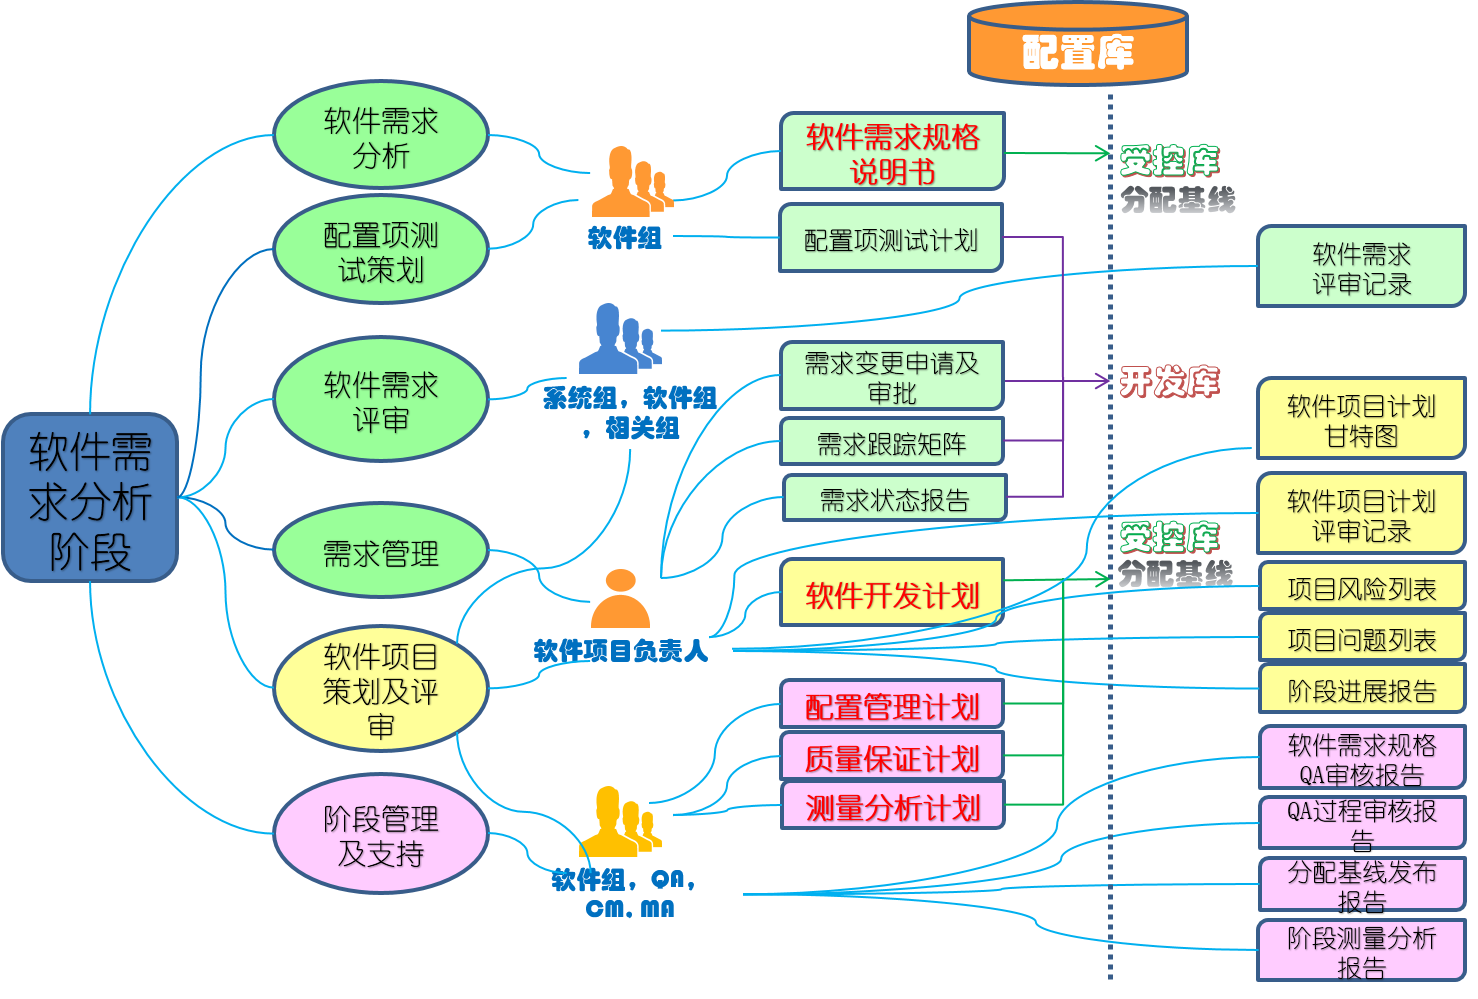 配置库
软件需
求分析
阶段
软件需求
分析
配置项测
试策划
软件需求
评审
需求管理
软件项目
策划及评
审
阶段管理
及支持
软件组
系统组，软件组
，相关组
软件项目负责人
软件组，QA，
CM，MA
软件需求规格
说明书
配置项测试计划
需求变更申请及
审批
需求跟踪矩阵
需求状态报告
软件开发计划
配置管理计划
质量保证计划
测量分析计划
受控库
分配基线
开发库
受控库
分配基线
软件需求
评审记录
软件项目计划
甘特图
软件项目计划
评审记录
项目风险列表
项目问题列表
阶段进展报告
软件需求规格
QA审核报告
QA过程审核报
告
分配基线发布
报告
阶段测量分析
报告